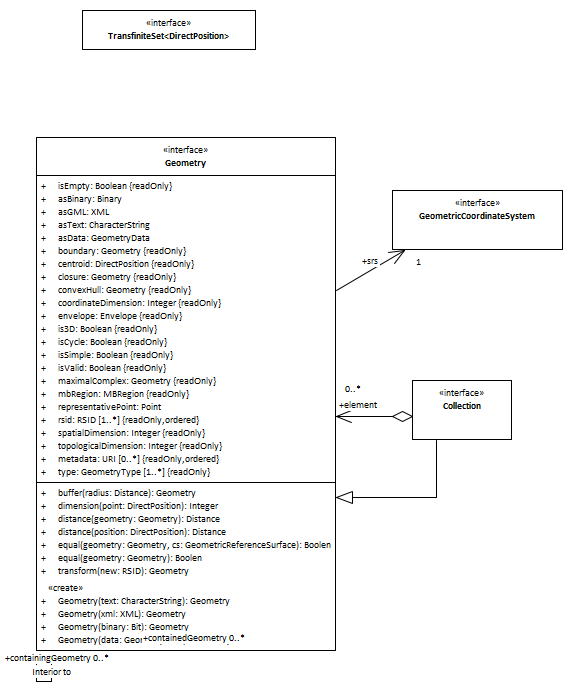 «interface»
TransfiniteSet<DirectPosition>
«interface»
Geometry
+ isEmpty: Boolean {readOnly}
+ asBinary: Binary
+ asGML: XML
+ asText: CharacterString
+ asData: GeometryData
+ boundary: Geometry {readOnly}
+ centroid: DirectPosition {readOnly}
+ closure: Geometry {readOnly}
+ convexHull: Geometry {readOnly}
+ coordinateDimension: Integer {readOnly}
+ envelope: Envelope {readOnly}
+ is3D: Boolean {readOnly}
+ isCycle: Boolean {readOnly}
+ isSimple: Boolean {readOnly}
+ isValid: Boolean {readOnly}
+ maximalComplex: Geometry {readOnly}
+ mbRegion: MBRegion {readOnly}
+ representativePoint: Point
+ rsid: RSID [1..*] {readOnly,ordered}
+ spatialDimension: Integer {readOnly}
+ topologicalDimension: Integer {readOnly}
+ metadata: URI [0..*] {readOnly,ordered}
+ type: GeometryType [1..*] {readOnly}
+ buffer(radius: Distance): Geometry
+ dimension(point: DirectPosition): Integer
+ distance(geometry: Geometry): Distance
+ distance(position: DirectPosition): Distance
+ equal(geometry: Geometry, cs: GeometricReferenceSurface): Boolen
+ equal(geometry: Geometry): Boolen
+ transform(new: RSID): Geometry
«create»
+ Geometry(text: CharacterString): Geometry
+ Geometry(xml: XML): Geometry
+ Geometry(binary: Bit): Geometry
+ Geometry(data: Geor
+containedGeometry 0..*
+containingGeometry 0..*
Interior to
«interface»
GeometricCoordinateSystem
+srs
1
0..*
+element
«interface»
Collection